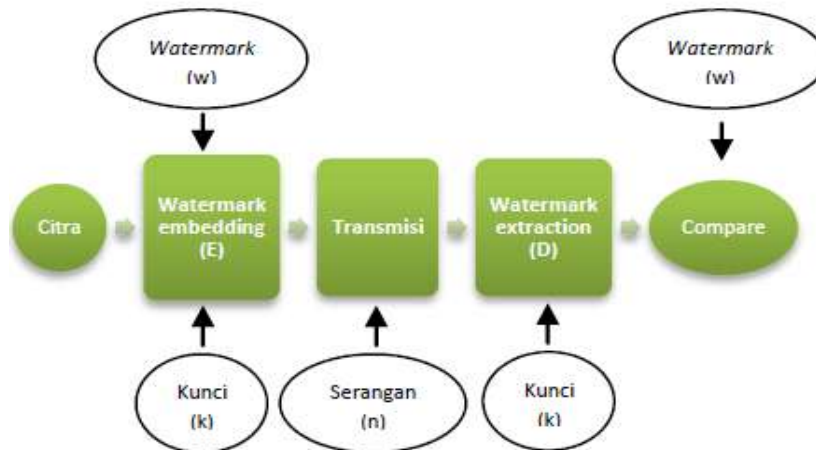 Watermark
(w)
Watermark
(w)
Citra
Watermark
embedding
(E)
Transmisi
Watermark
extraction
(D)
Compare
Kunci
(k)
Serangan
(n)
Kunci
(k)